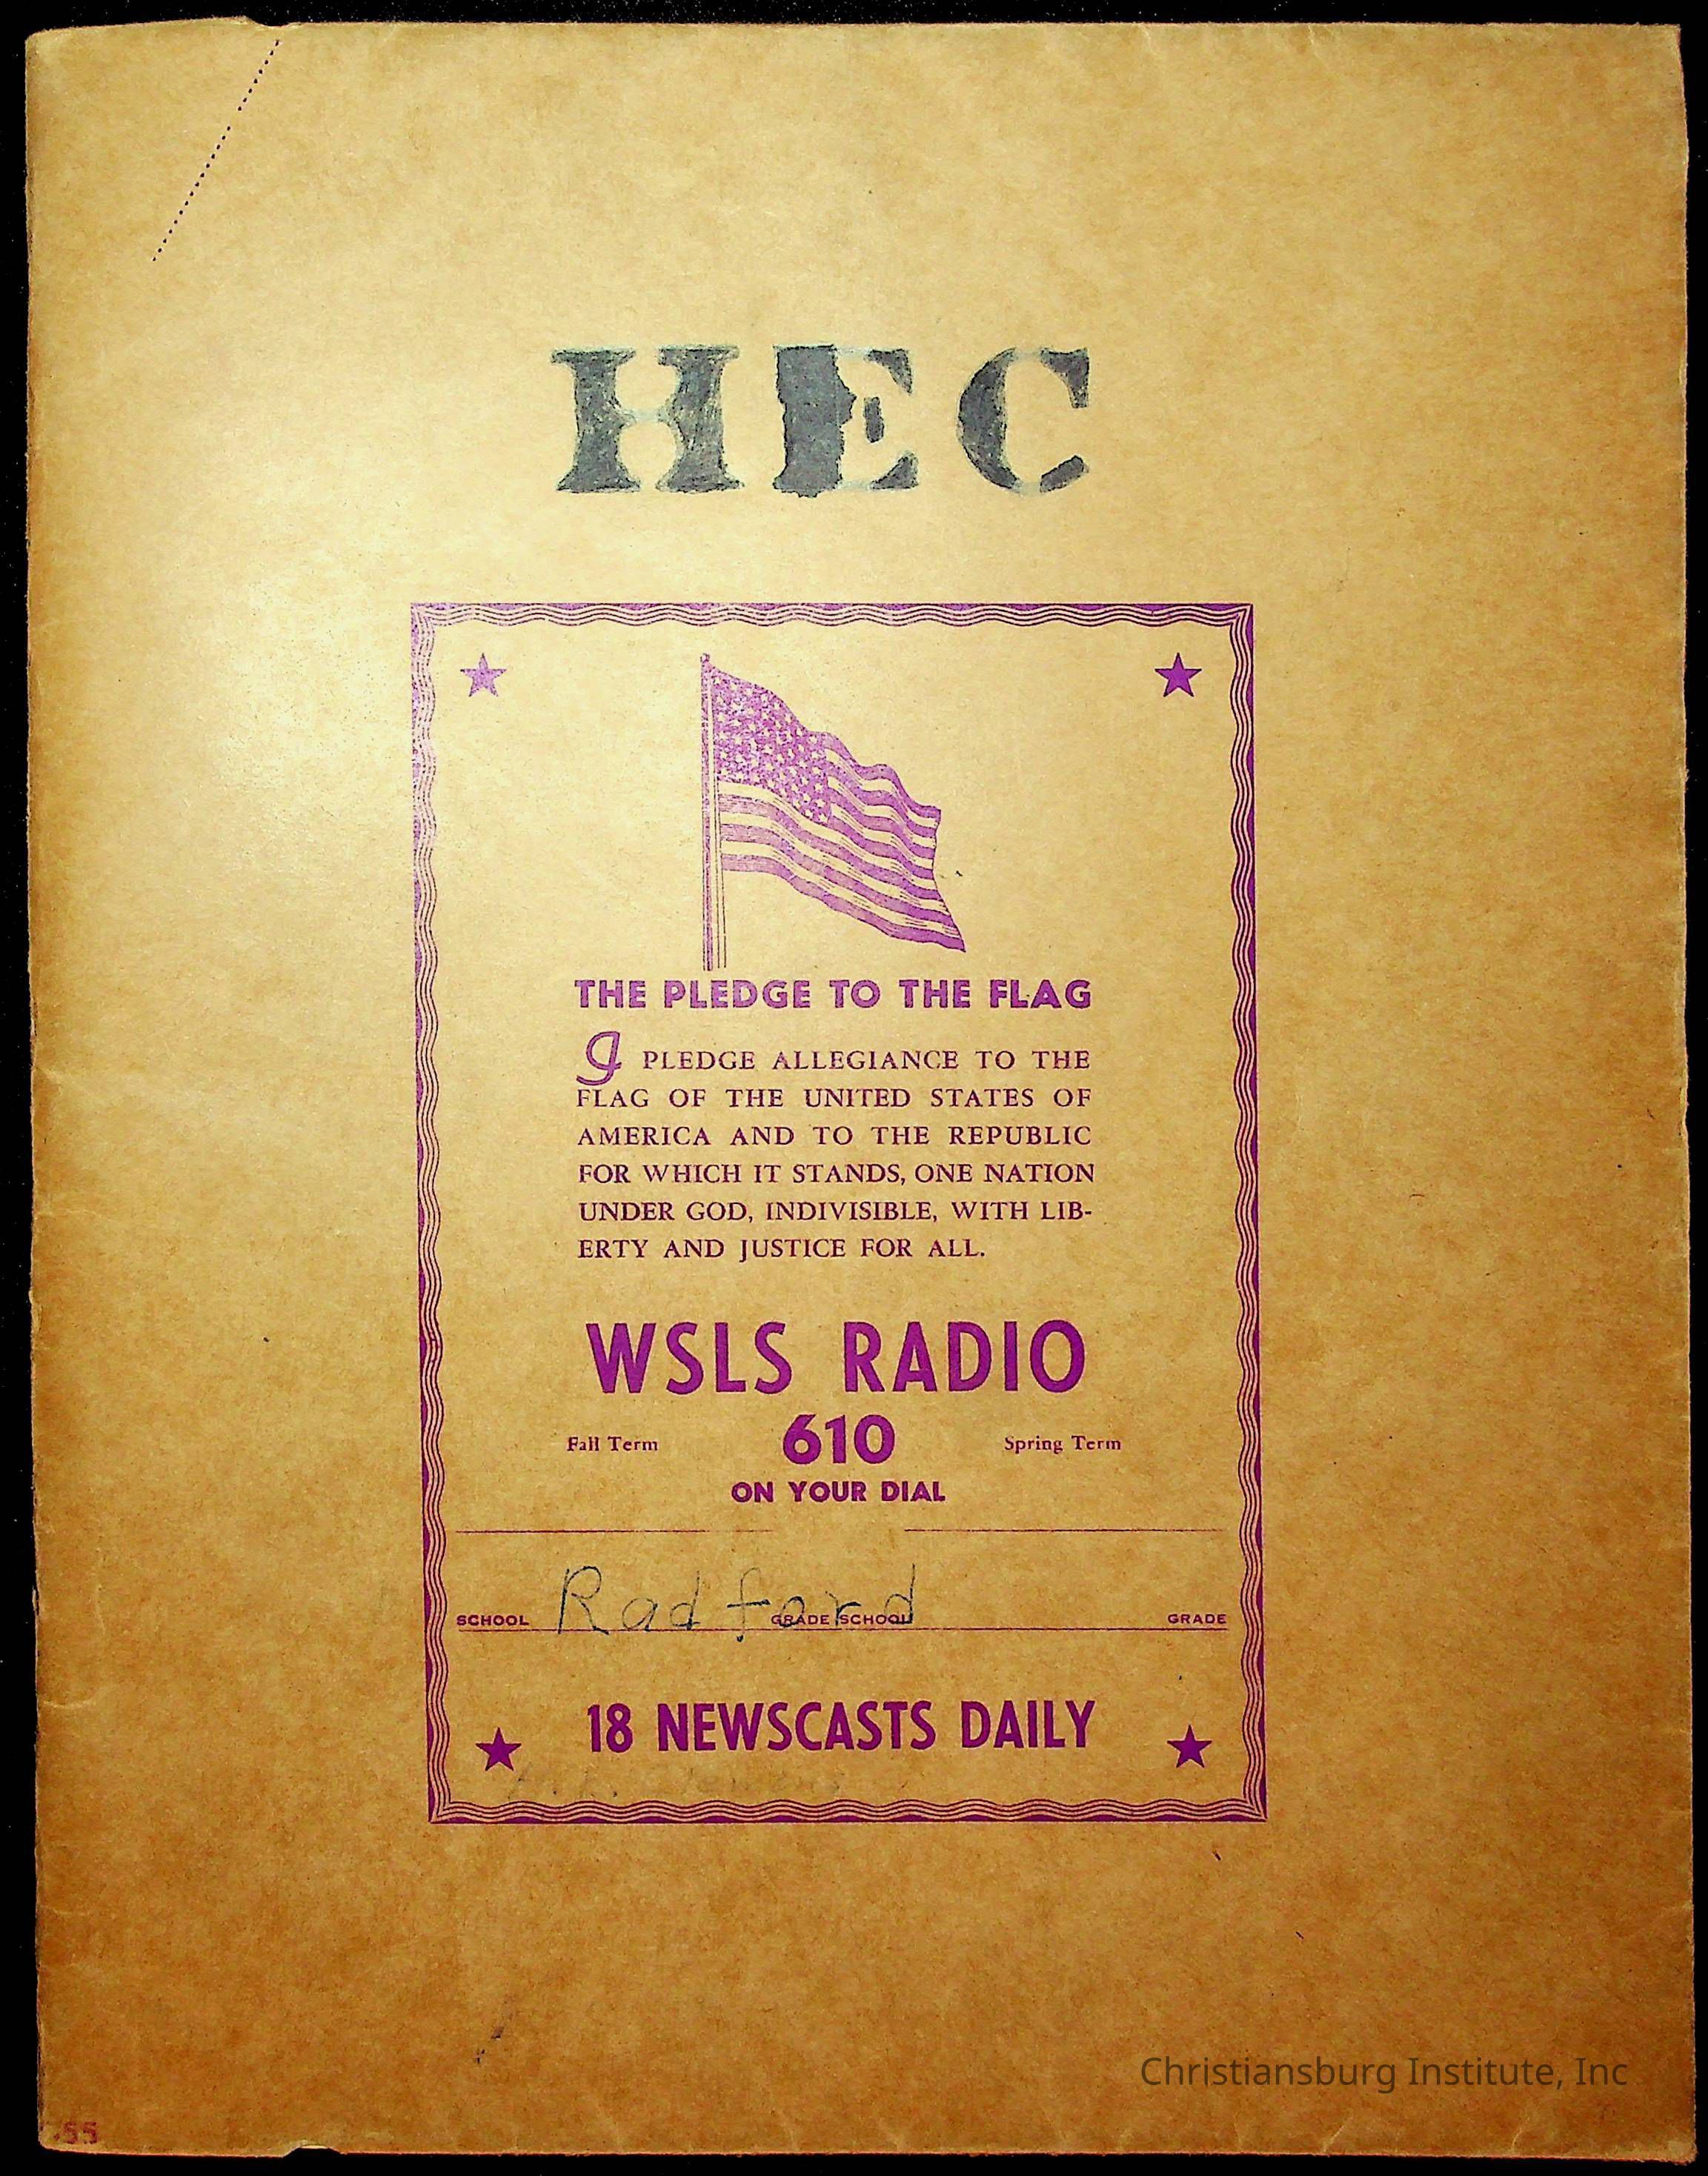 HEC
THE PLEDGE TO THE FLAG
I PLEDGE ALLEGIANCE TO THE
FLAG OF THE UNITED STATES OF
AMERICA AND TO THE REPUBLIC
FOR WHICH IT STANDS, ONE NATION
UNDER GOD, INDIVISIBLE, WITH LIB-
ERTY AND JUSTICE FOR ALL.
WSLS RADIO
Fall Term 610 Spring Term
ON YOUR DIAL
Radford
SCHOOL GRADE SCHOOL GRADE
18 NEWSCASTS DAILY
Christiansburg Institute, Inc
55